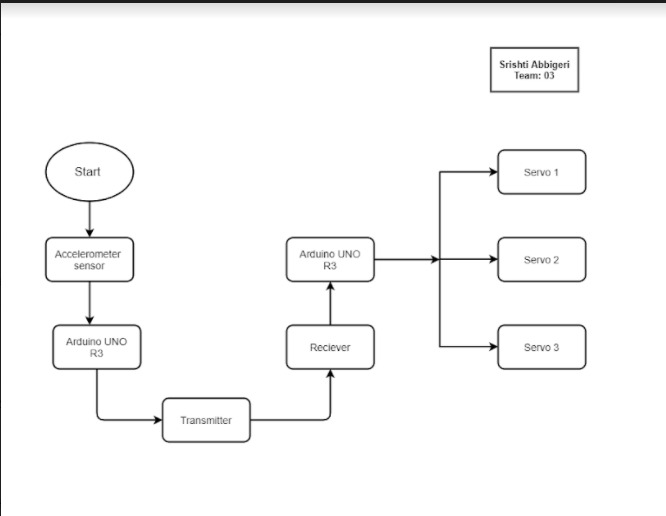 Srishti Abbigeri
Team: 03
Start
Accelerometer
sensor
Arduino UNO
R3
Transmitter
Reciever
Arduino UNO
R3
Servo 1
Servo 2
Servo 3